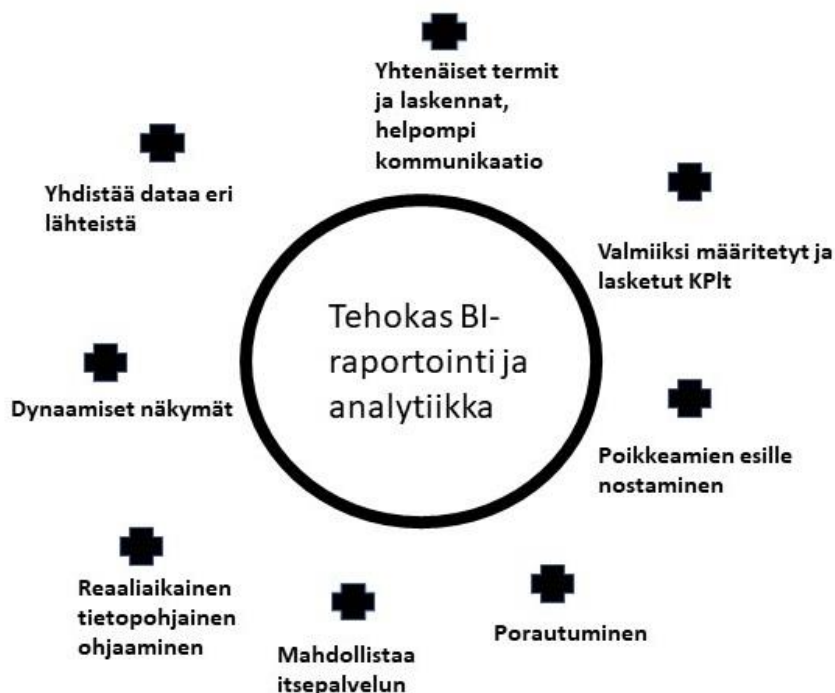 Yhtenäiset termit
ja laskennat,
helpompi
kommunikaatio
Yhdistää dataa eri
lähteistä
Valmiiksi määritetyt ja
lasketut KPIt
Tehokas BI-
raportointi ja
analytiikka
Dynaamiset näkymät
Poikkeamien esille
nostaminen
Reaaliaikainen
tietopohjainen
ohjaaminen
Porautuminen
Mahdollistaa
itsepalvelun